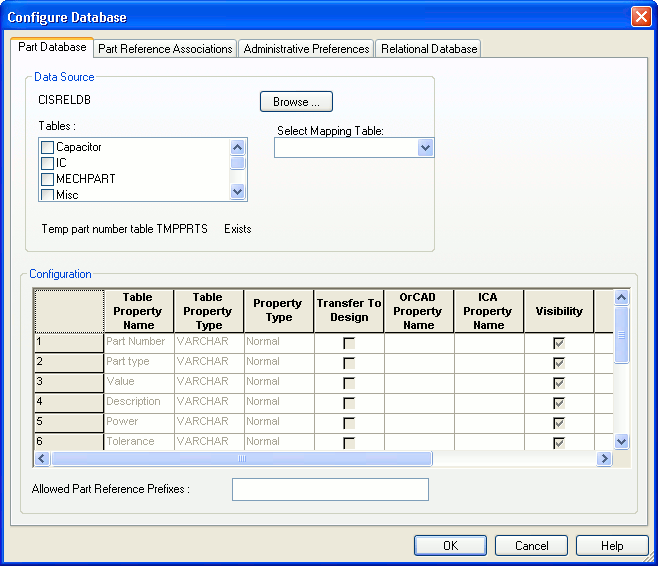 Configure Database
Part Database Part Reference Associations Administrative Preferences Relational Database
Data Source
CISRELDB
Browse ...
Tables :
Select Mapping Table:
Capacitor
IC
MECHPART
Misc
Temp part number table TMPPRTS Exists
Configuration
Table Property Name Table Property Type Property Type Transfer To Design OrCAD Property Name ICA Property Name Visibility
1 Part Number VARCHAR Normal
2 Part type VARCHAR Normal
3 Value VARCHAR Normal
4 Description VARCHAR Normal
5 Power VARCHAR Normal
6 Tolerance VARCHAR Normal
Allowed Part Reference Prefixes :
OK Cancel Help